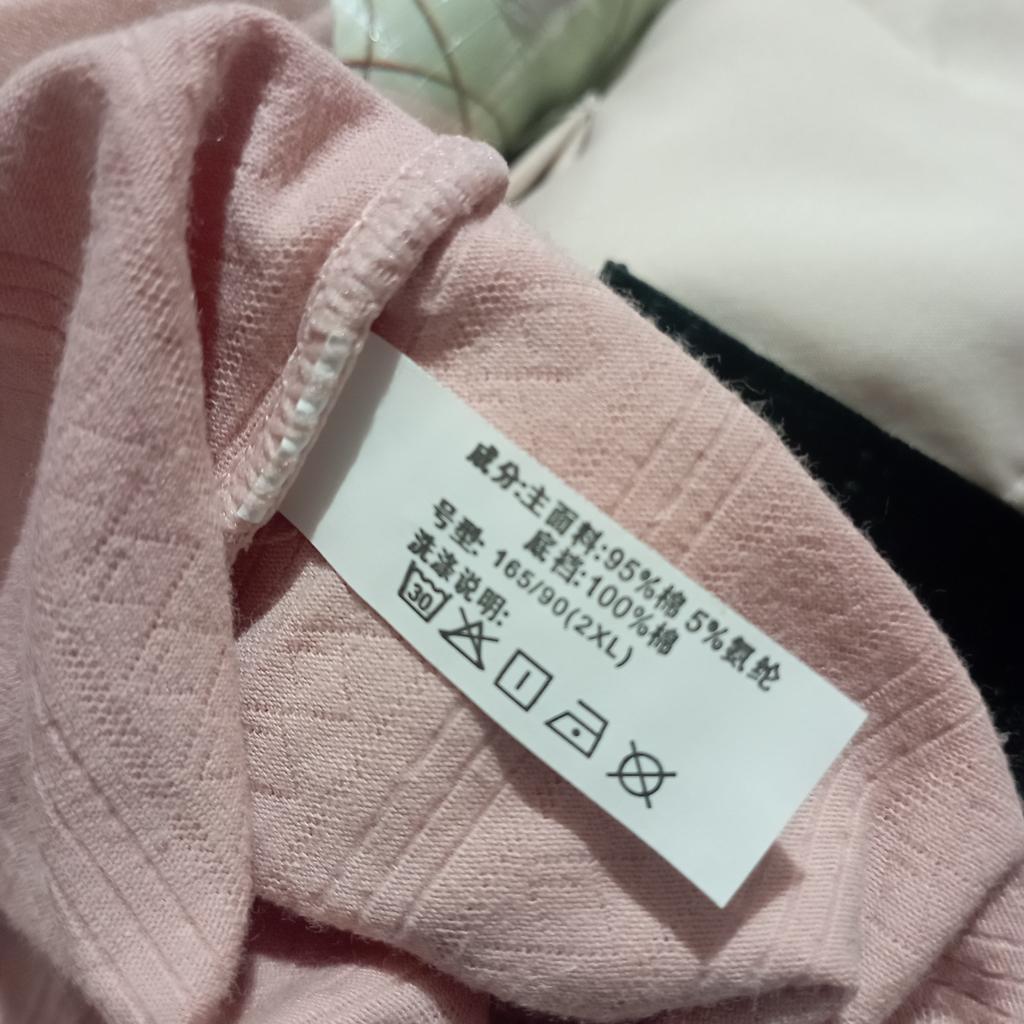 成分:主面料:95%棉 5%氨纶
底裆:100%棉
号型: 165/90(2XL)
洗涤说明:
30